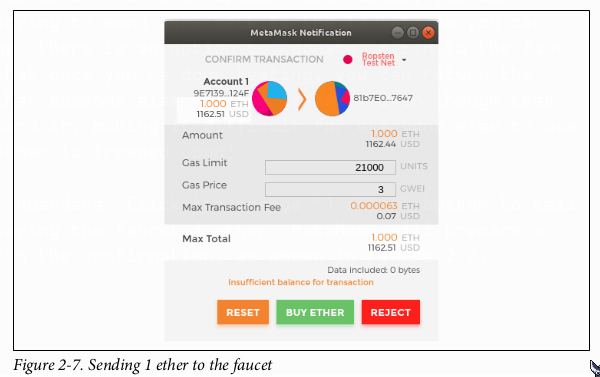 MetaMask Notification
CONFIRM TRANSACTION
Ropsten
Test Net
Account 1
9E7139...124F
1.000 ETH
1162.51 USD
81b7E0...7647
Amount 1.000 ETH
1162.44 USD
Gas Limit 21000 UNITS
Gas Price 3 GWEI
Max Transaction Fee 0.000063 ETH
0.07 USD
Max Total 1.000 ETH
1162.51 USD
Data included: 0 bytes
Insufficient balance for transaction
RESET BUY ETHER REJECT
Figure 2-7. Sending 1 ether to the faucet